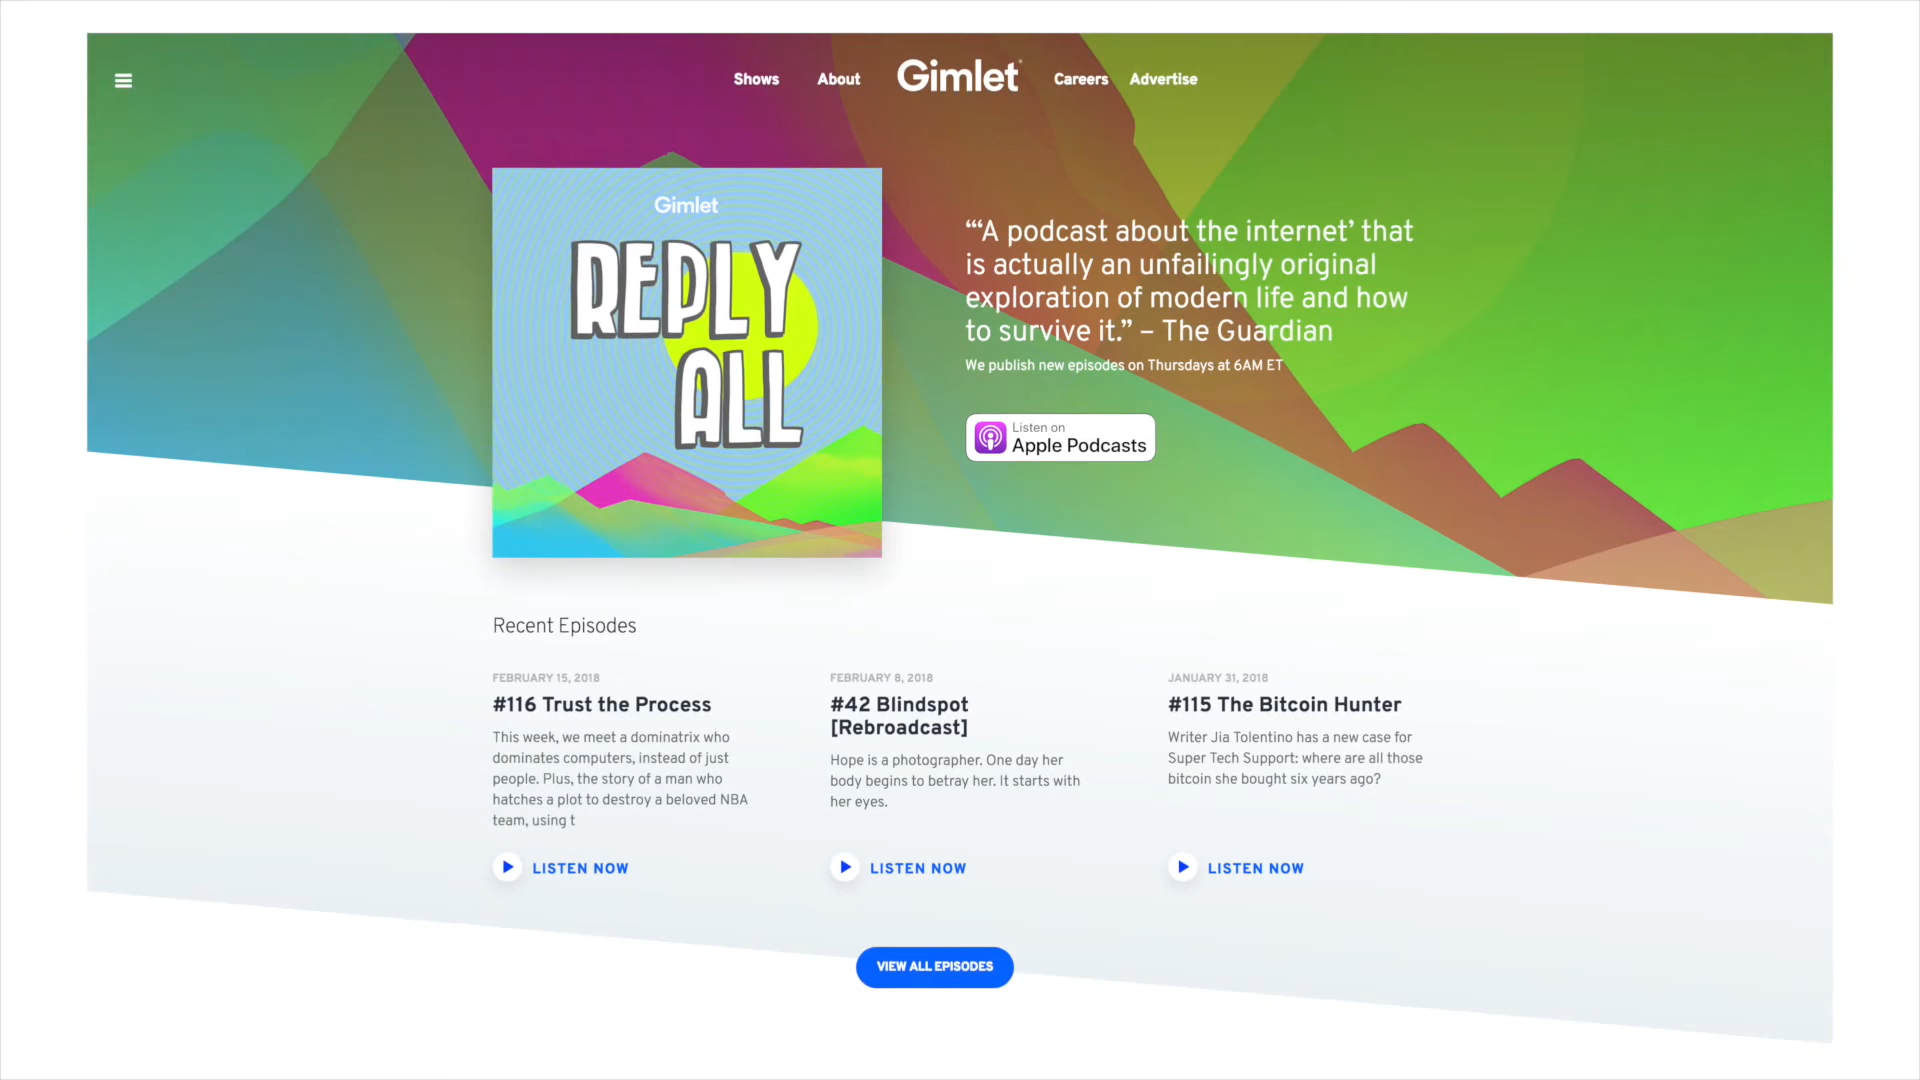 Shows About Gimlet Careers Advertise
Gimlet
REPLY
ALL
“‘A podcast about the internet’ that
is actually an unfailingly original
exploration of modern life and how
to survive it.” – The Guardian
We publish new episodes on Thursdays at 6AM ET
Listen on
Apple Podcasts
Recent Episodes
FEBRUARY 15, 2018
#116 Trust the Process
This week, we meet a dominatrix who
dominates computers, instead of just
people. Plus, the story of a man who
hatches a plot to destroy a beloved NBA
team, using t
LISTEN NOW
FEBRUARY 8, 2018
#42 Blindspot
[Rebroadcast]
Hope is a photographer. One day her
body begins to betray her. It starts with
her eyes.
LISTEN NOW
JANUARY 31, 2018
#115 The Bitcoin Hunter
Writer Jia Tolentino has a new case for
Super Tech Support: where are all those
bitcoin she bought six years ago?
LISTEN NOW
VIEW ALL EPISODES